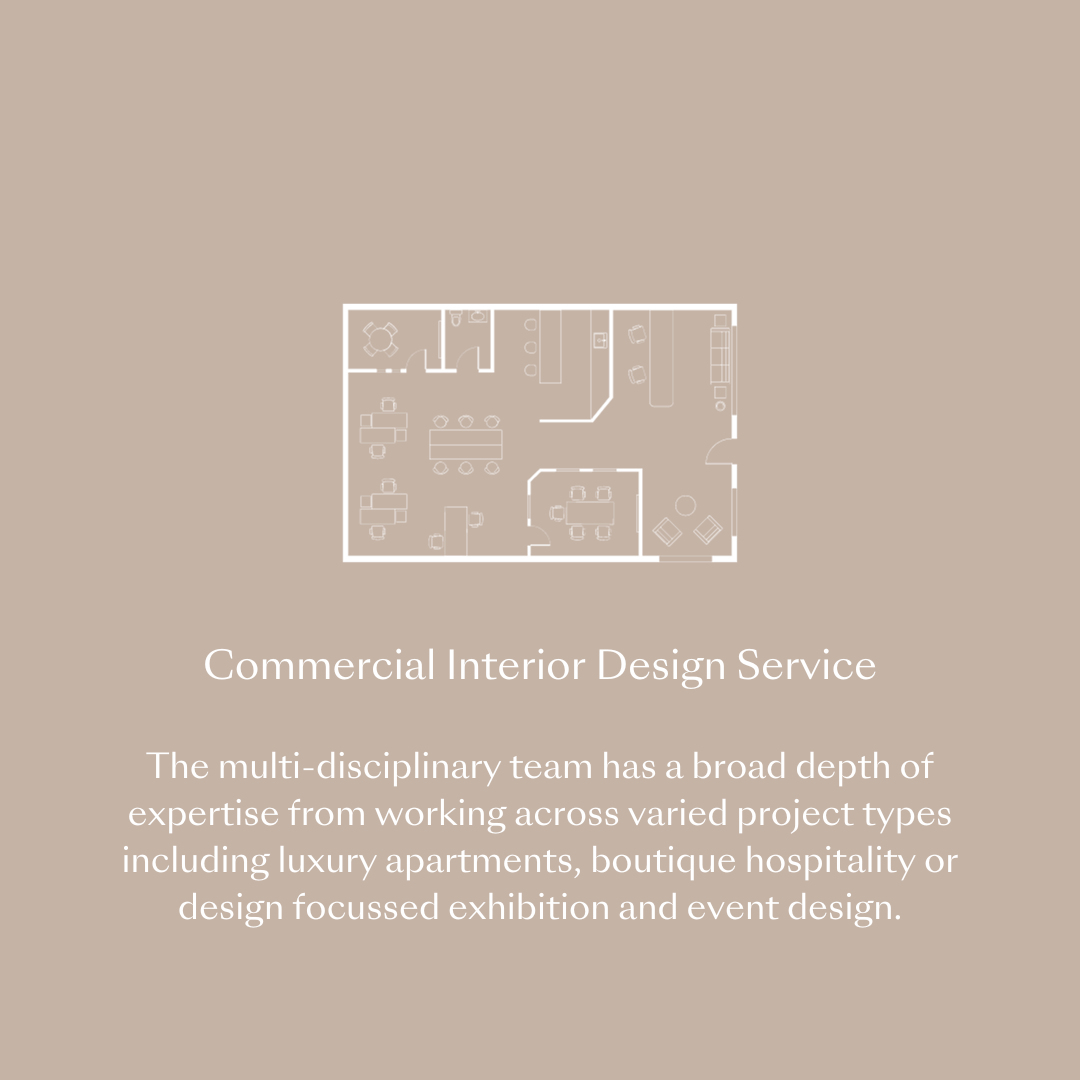 Commercial Interior Design Service
The multi-disciplinary team has a broad depth of
expertise from working across varied project types
including luxury apartments, boutique hospitality or
design focussed exhibition and event design.